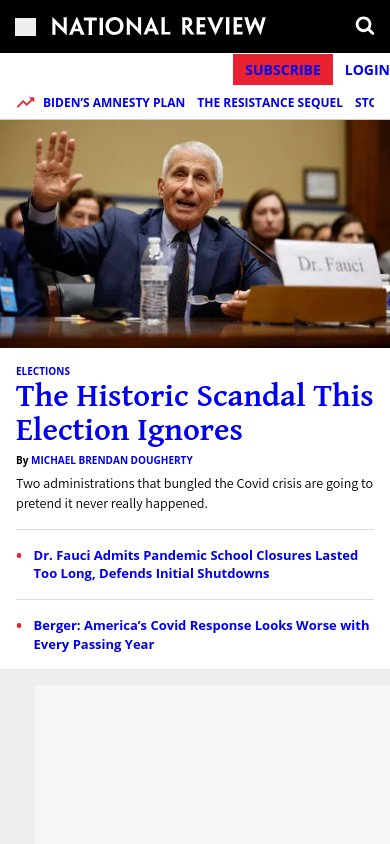 NATIONAL REVIEW
SUBSCRIBE LOGIN
BIDEN'S AMNESTY PLAN THE RESISTANCE SEQUEL
Dr. Fauci
ELECTIONS
The Historic Scandal This
Election Ignores
By MICHAEL BRENDAN DOUGHERTY
Two administrations that bungled the Covid crisis are going to
pretend it never really happened.
• Dr. Fauci Admits Pandemic School Closures Lasted
Too Long, Defends Initial Shutdowns
• Berger: America's Covid Response Looks Worse with
Every Passing Year